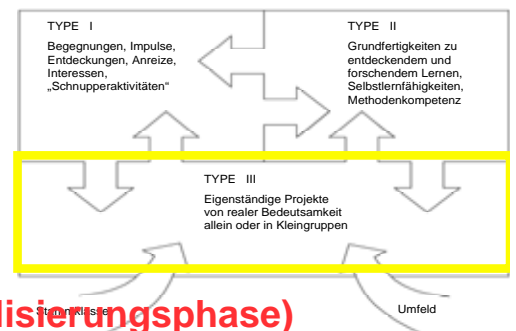 TYPE I
Begegnungen, Impulse,
Entdeckungen, Anreize,
Interessen,
„Schnupperaktivitäten“
TYPE II
Grundfertigkeiten zu
entdeckendem und
forschendem Lernen,
Selbstlernfähigkeiten,
Methodenkompetenz
TYPE III
Eigenständige Projekte
von realer Bedeutsamkeit
allein oder in Kleingruppen
Umfeld
lisierungsphase)